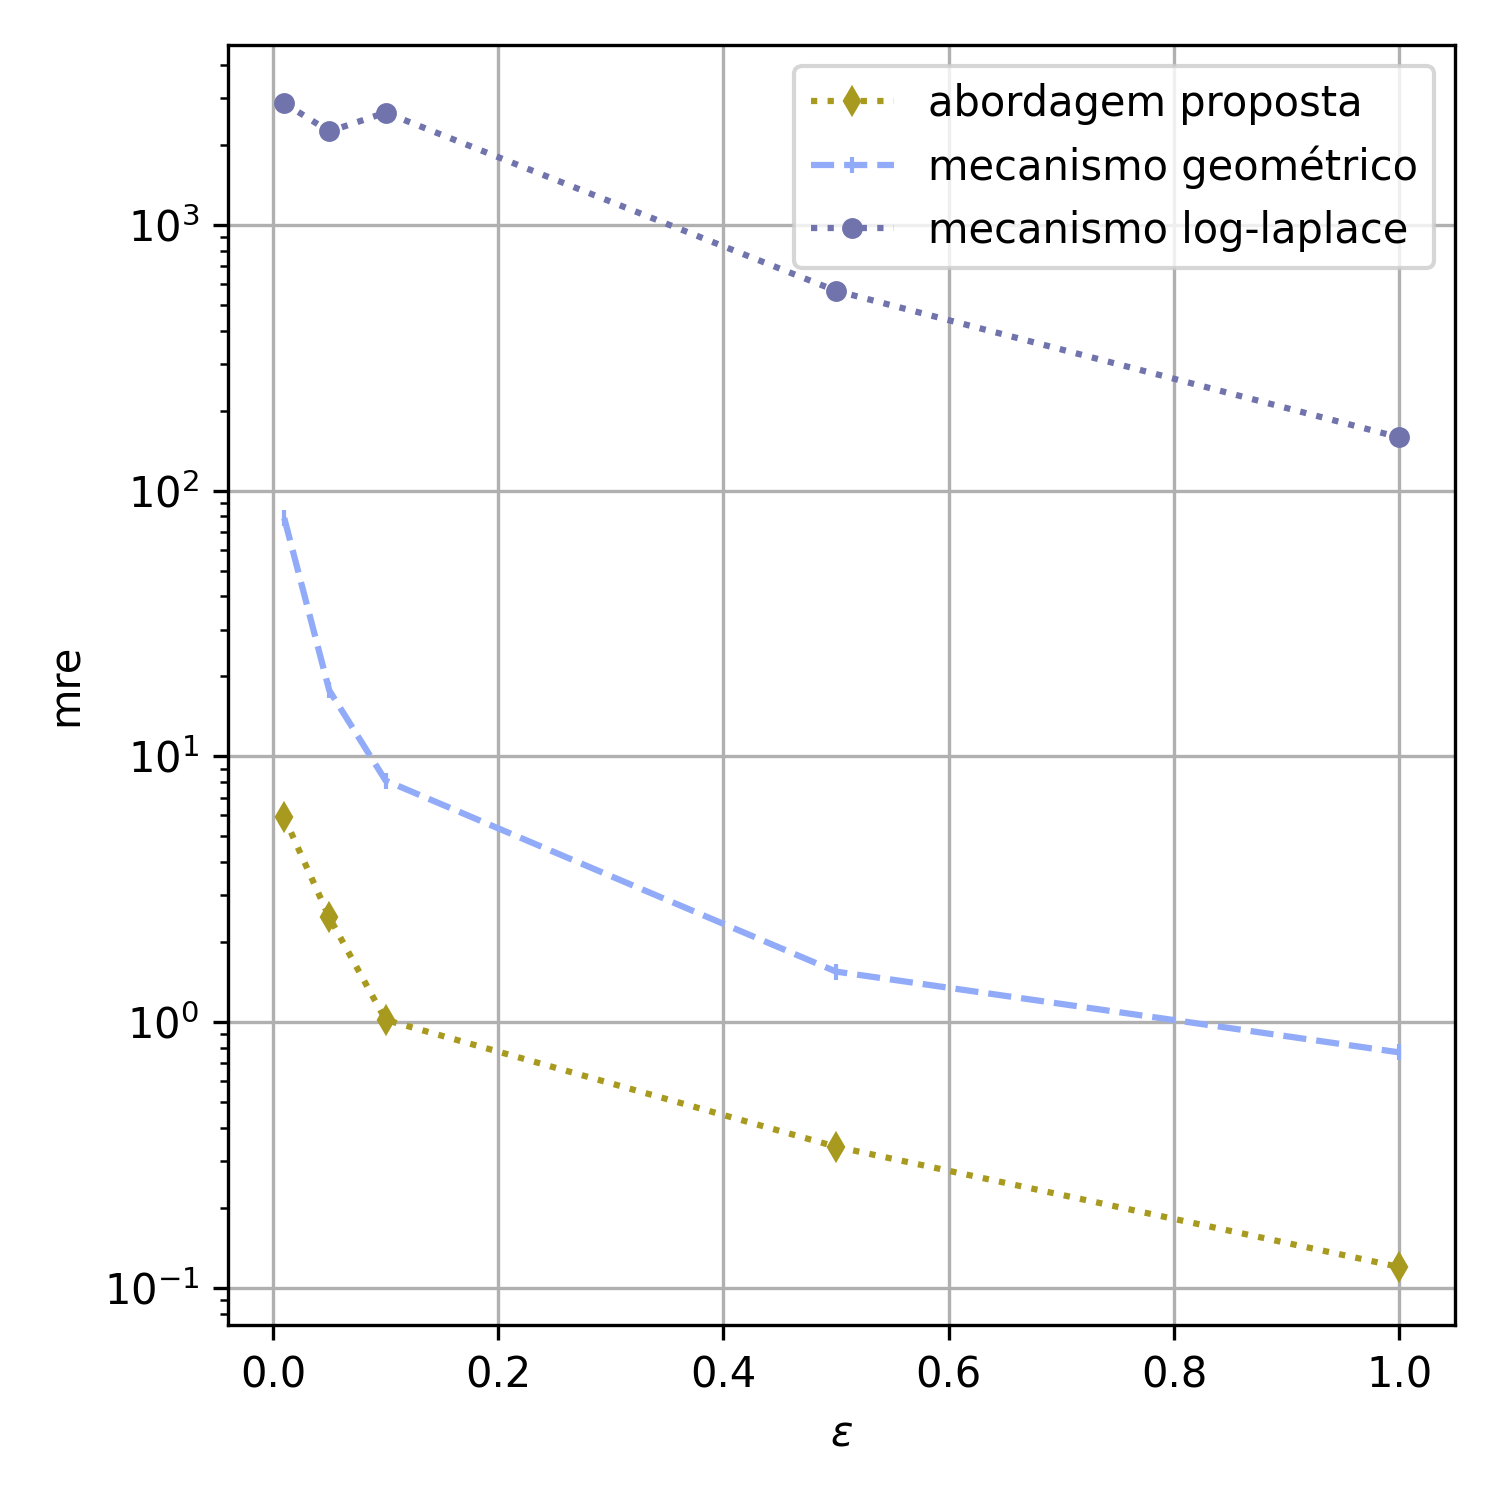 abordagem proposta
mecanismo geométrico
mecanismo log-laplace
10³
10²
10¹
10⁰
10⁻¹
mre
0.0 0.2 0.4 0.6 0.8 1.0
ε